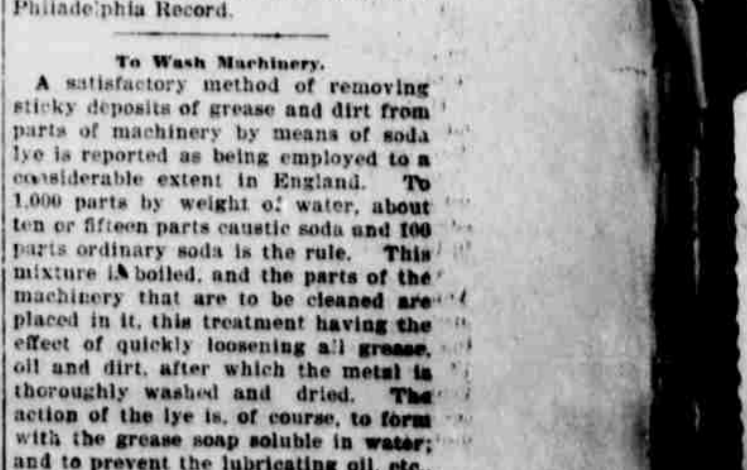 Philadelphia Record.
To Wash Machinery.
A satisfactory method of removing
sticky deposits of grease and dirt from
parts of machinery by means of soda
lye is reported as being employed to a
considerable extent in England. To
1,000 parts by weight of water, about
ten or fifteen parts caustic soda and 100
parts ordinary soda is the rule. This
mixture is boiled, and the parts of the
machinery that are to be cleaned are
placed in it, this treatment having the
effect of quickly loosening all grease,
oil and dirt, after which the metal is
thoroughly washed and dried. The
action of the lye is, of course, to form
with the grease soap soluble in water;
and to prevent the lubricating oil, etc.,